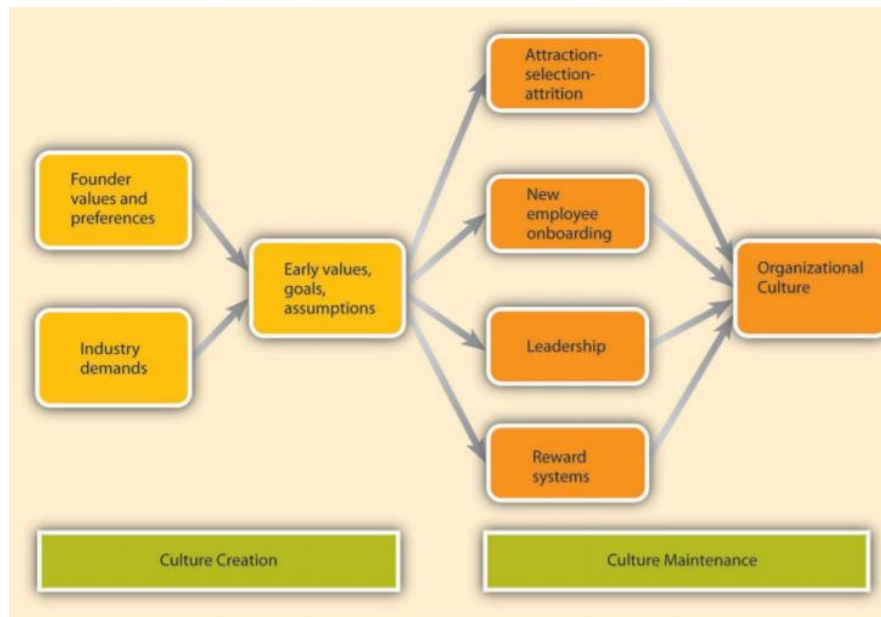 Founder
values and
preferences
Industry
demands
Early values,
goals,
assumptions
Attraction-
selection-
attrition
New
employee
onboarding
Leadership
Reward
systems
Organizational
Culture
Culture Creation
Culture Maintenance